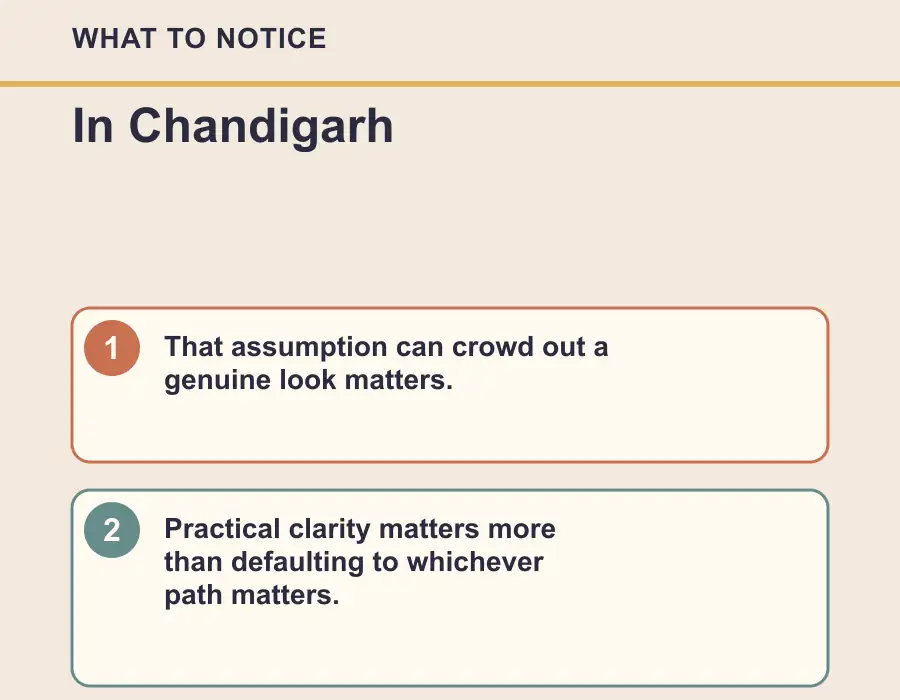 WHAT TO NOTICE
In Chandigarh
1
That assumption can crowd out a
genuine look matters.
2
Practical clarity matters more
than defaulting to whichever
path matters.